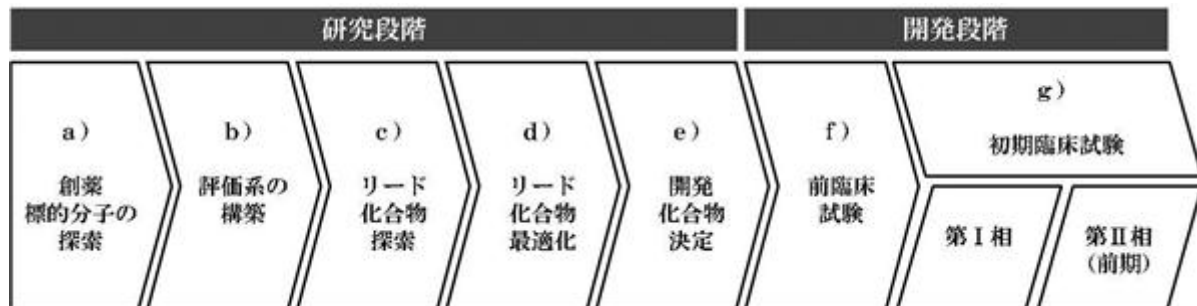 研究段階
開発段階
a)
創薬
標的分子の
探索
b)
評価系の
構築
c)
リード
化合物
探索
d)
リード
化合物
最適化
e)
開発
化合物
決定
f)
前臨床
試験
g)
初期臨床試験
第Ⅰ相
第Ⅱ相
(前期)